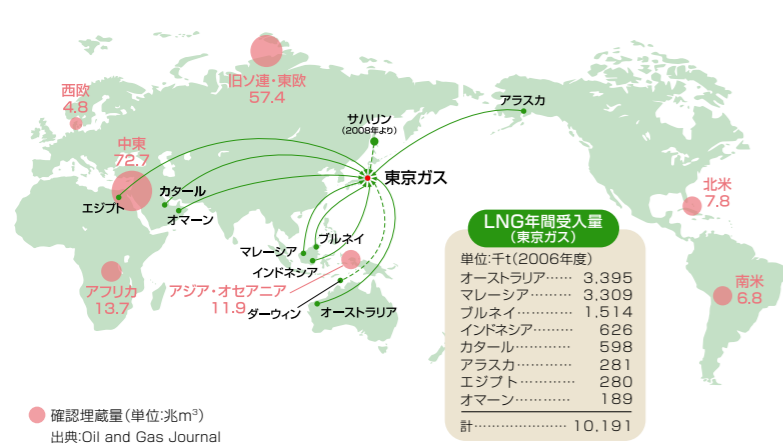 旧ソ連・東欧
57.4
西欧
4.8
中東
72.7
サハリン
(2008年より)
アラスカ
エジプト
カタール
オマーン
東京ガス
北米
7.8
マレーシア
ブルネイ
インドネシア
アフリカ
13.7
アジア・オセアニア
11.9
ダーウィン
オーストラリア
南米
6.8
LNG年間受入量
(東京ガス)
単位:千t(2006年度)
オーストラリア…… 3,395
マレーシア……… 3,309
ブルネイ………… 1,514
インドネシア……… 626
カタール………… 598
アラスカ………… 281
エジプト………… 280
オマーン………… 189
計………………… 10,191
確認埋蔵量(単位:兆m³)
出典:Oil and Gas Journal